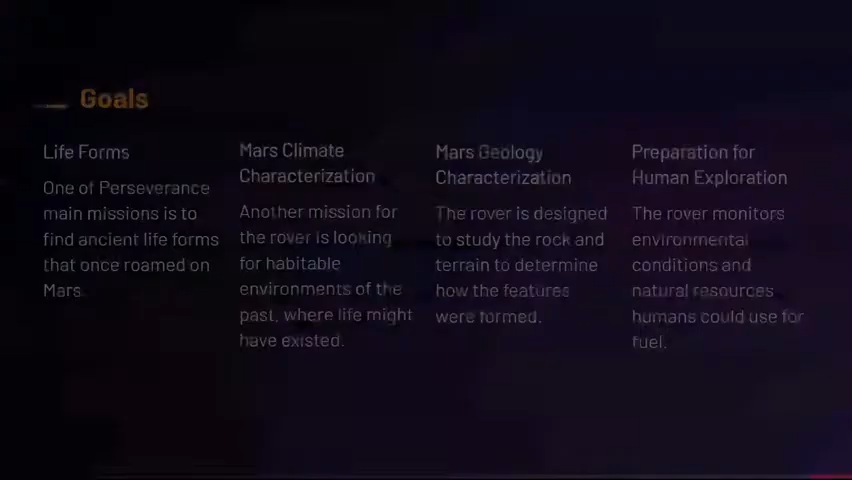 Goals
Life Forms
One of Perseverance
main missions is to
find ancient life forms
that once roamed on
Mars.
Mars Climate
Characterization
Another mission for
the rover is looking
for habitable
environments of the
past, where life might
have existed.
Mars Geology
Characterization
The rover is designed
to study the rock and
terrain to determine
how the features
were formed.
Preparation for
Human Exploration
The rover monitors
environmental
conditions and
natural resources
humans could use for
fuel.